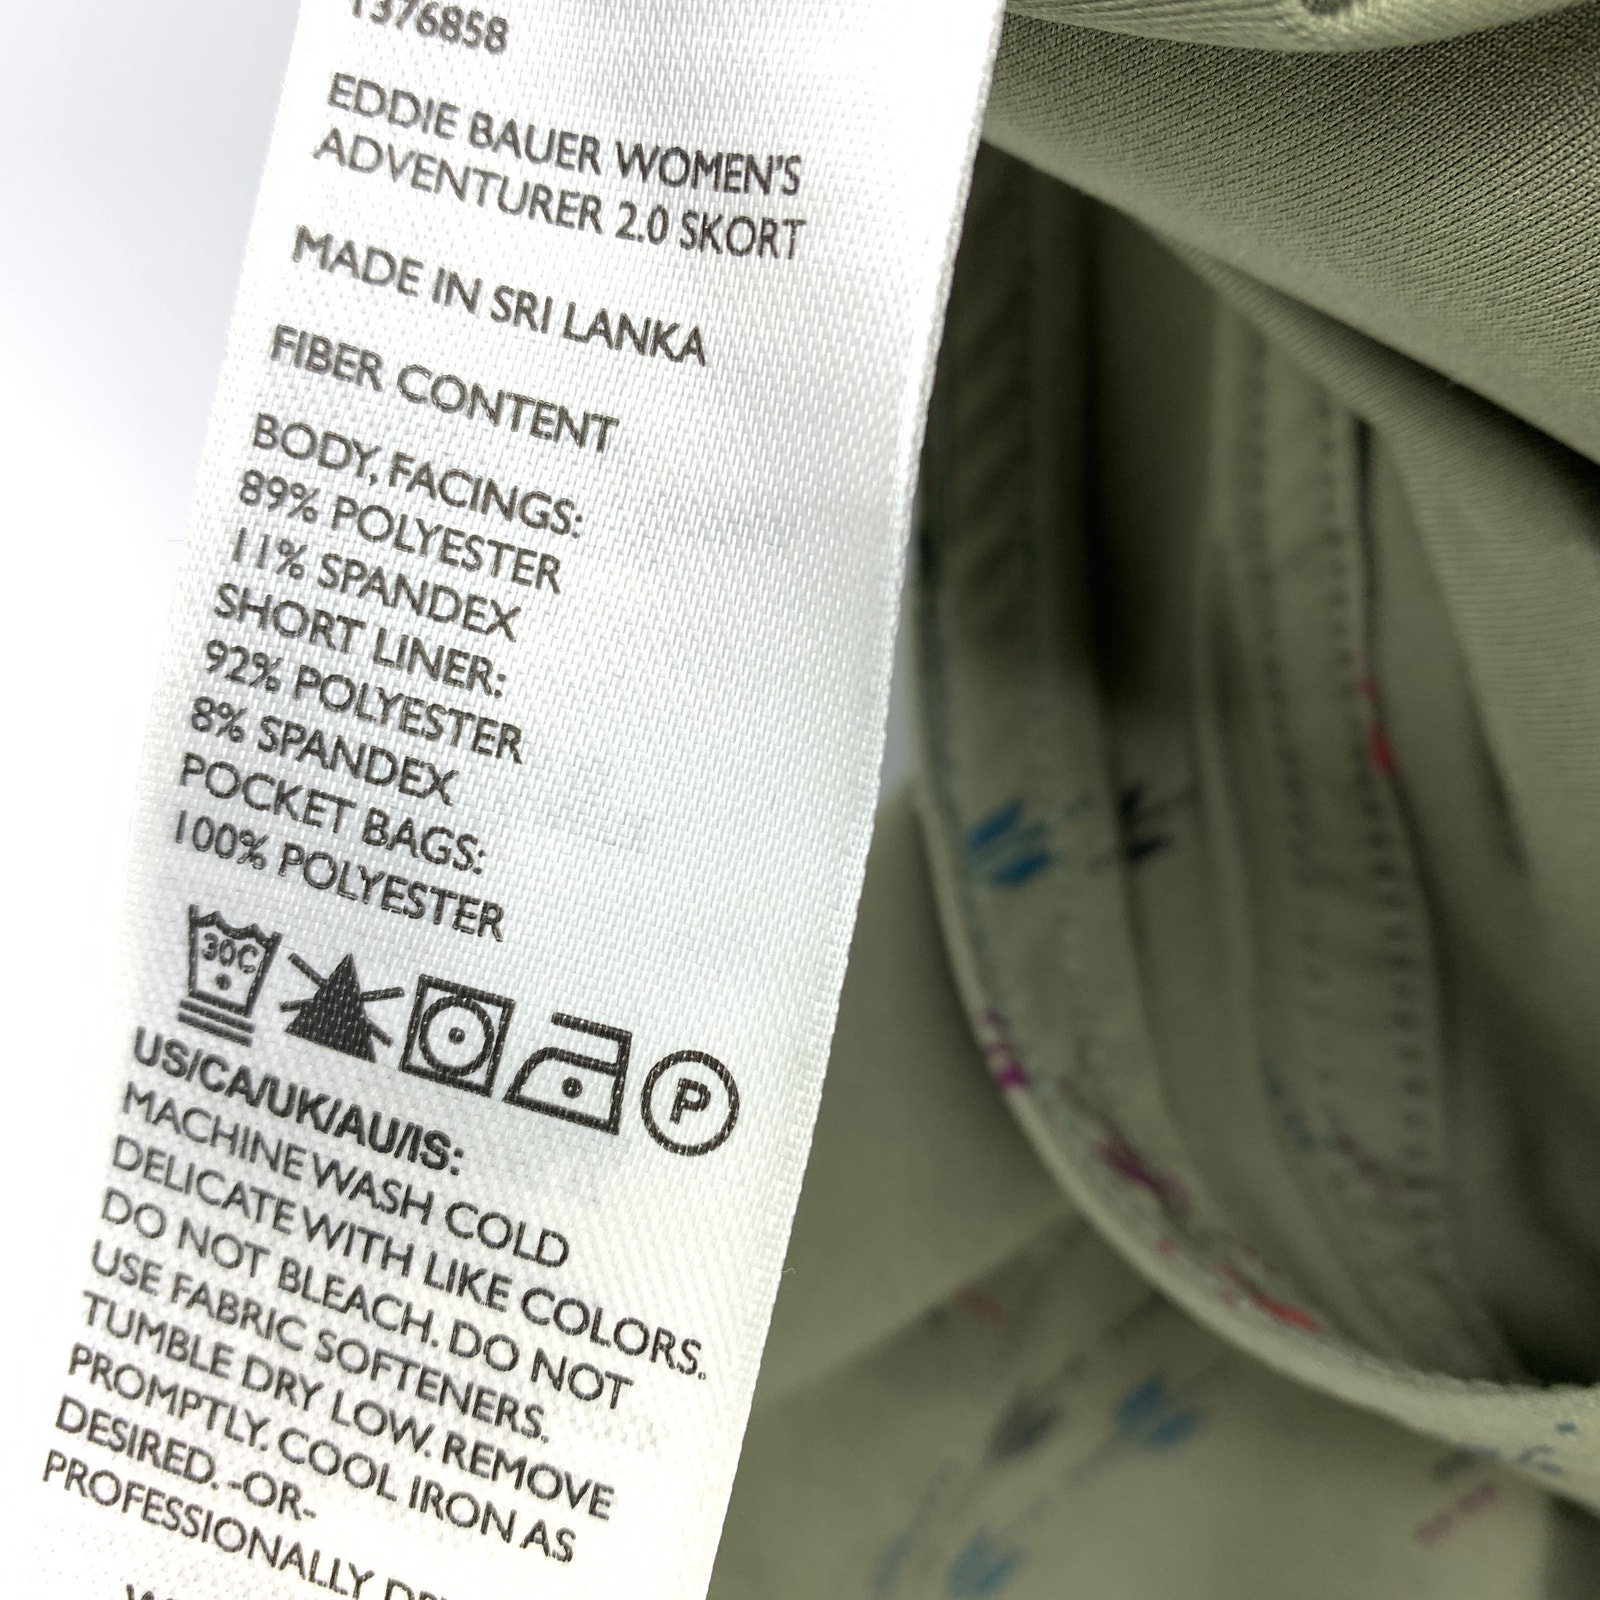 1376858
EDDIE BAUER WOMEN'S
ADVENTURER 2.0 SKORT
MADE IN SRI LANKA
FIBER CONTENT
BODY, FACINGS:
89% POLYESTER
11% SPANDEX
SHORT LINER:
92% POLYESTER
8% SPANDEX
POCKET BAGS:
100% POLYESTER
30C
P
US/CA/UK/AU/IS:
MACHINE WASH COLD
DELICATE WITH LIKE COLORS.
DO NOT BLEACH. DO NOT
USE FABRIC SOFTENERS.
TUMBLE DRY LOW. REMOVE
PROMPTLY. COOL IRON AS
DESIRED. -OR-
PROFESSIONALLY